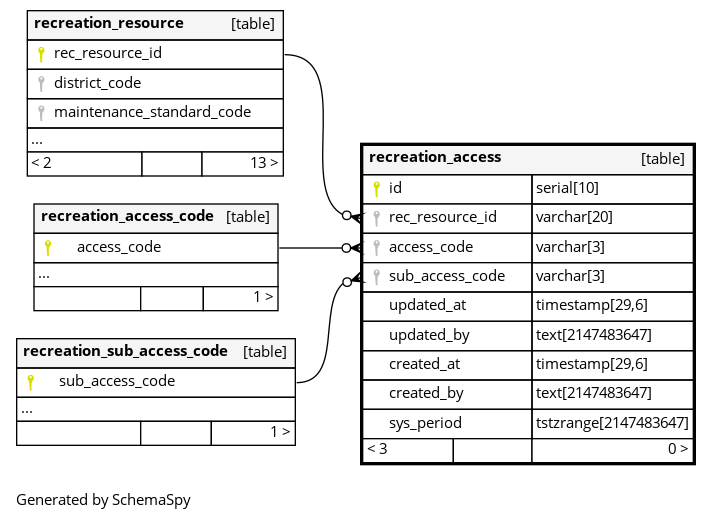 recreation_resource [table]
rec_resource_id
district_code
maintenance_standard_code
...
< 2 13 >
recreation_access_code [table]
access_code
...
1 >
recreation_sub_access_code [table]
sub_access_code
...
1 >
recreation_access [table]
id serial[10]
rec_resource_id varchar[20]
access_code varchar[3]
sub_access_code varchar[3]
updated_at timestamp[29,6]
updated_by text[2147483647]
created_at timestamp[29,6]
created_by text[2147483647]
sys_period tstzrange[2147483647]
< 3 0 >
Generated by SchemaSpy